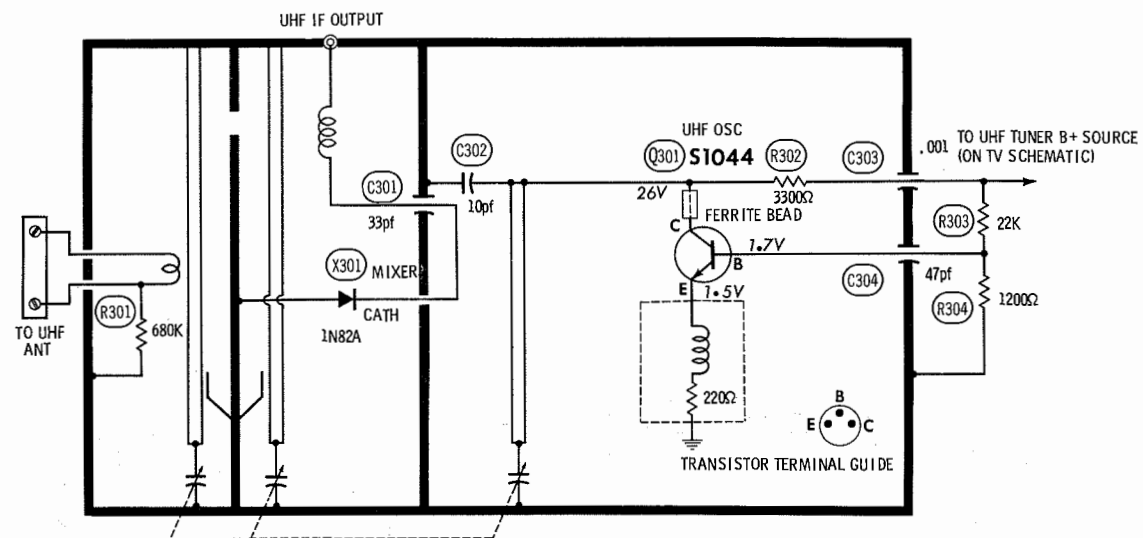 UHF IF OUTPUT
UHF OSC
Q301 S1044
R302
3300Ω
C303
.001
TO UHF TUNER B+ SOURCE
(ON TV SCHEMATIC)
C302
10pf
26V
C301
33pf
FERRITE BEAD
C
B
E
1.7V
1.5V
R303
22K
C304
47pf
R304
1200Ω
X301 MIXER
CATH
1N82A
R301
680K
TO UHF
ANT
220Ω
B
E C
TRANSISTOR TERMINAL GUIDE